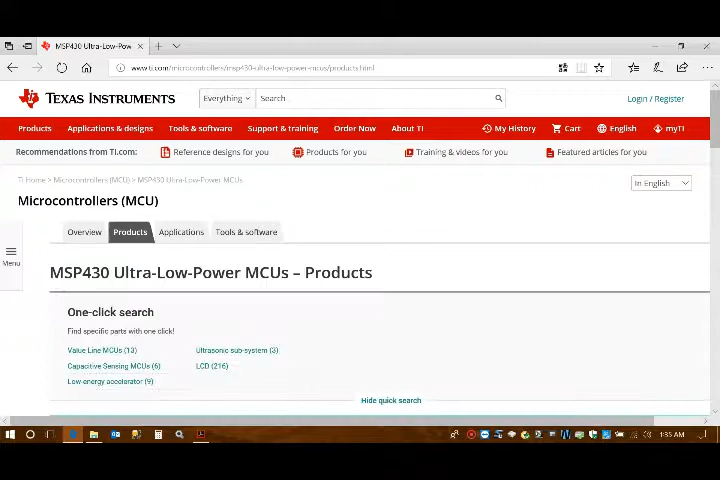 MSP430 Ultra-Low-Pow
www.ti.com/microcontrollers/msp430-ultra-low-power-mcus/products.html
TEXAS INSTRUMENTS
Everything
Search
Login / Register
Products
Applications & designs
Tools & software
Support & training
Order Now
About TI
My History
Cart
English
myTI
Recommendations from TI.com:
Reference designs for you
Products for you
Training & videos for you
Featured articles for you
TI Home > Microcontrollers (MCU) > MSP430 Ultra-Low-Power MCUs
In English
Microcontrollers (MCU)
Overview
Products
Applications
Tools & software
Menu
MSP430 Ultra-Low-Power MCUs – Products
One-click search
Find specific parts with one click!
Value Line MCUs (13)
Ultrasonic sub-system (3)
Capacitive Sensing MCUs (6)
LCD (216)
Low energy accelerator (9)
Hide quick search
1:35 AM